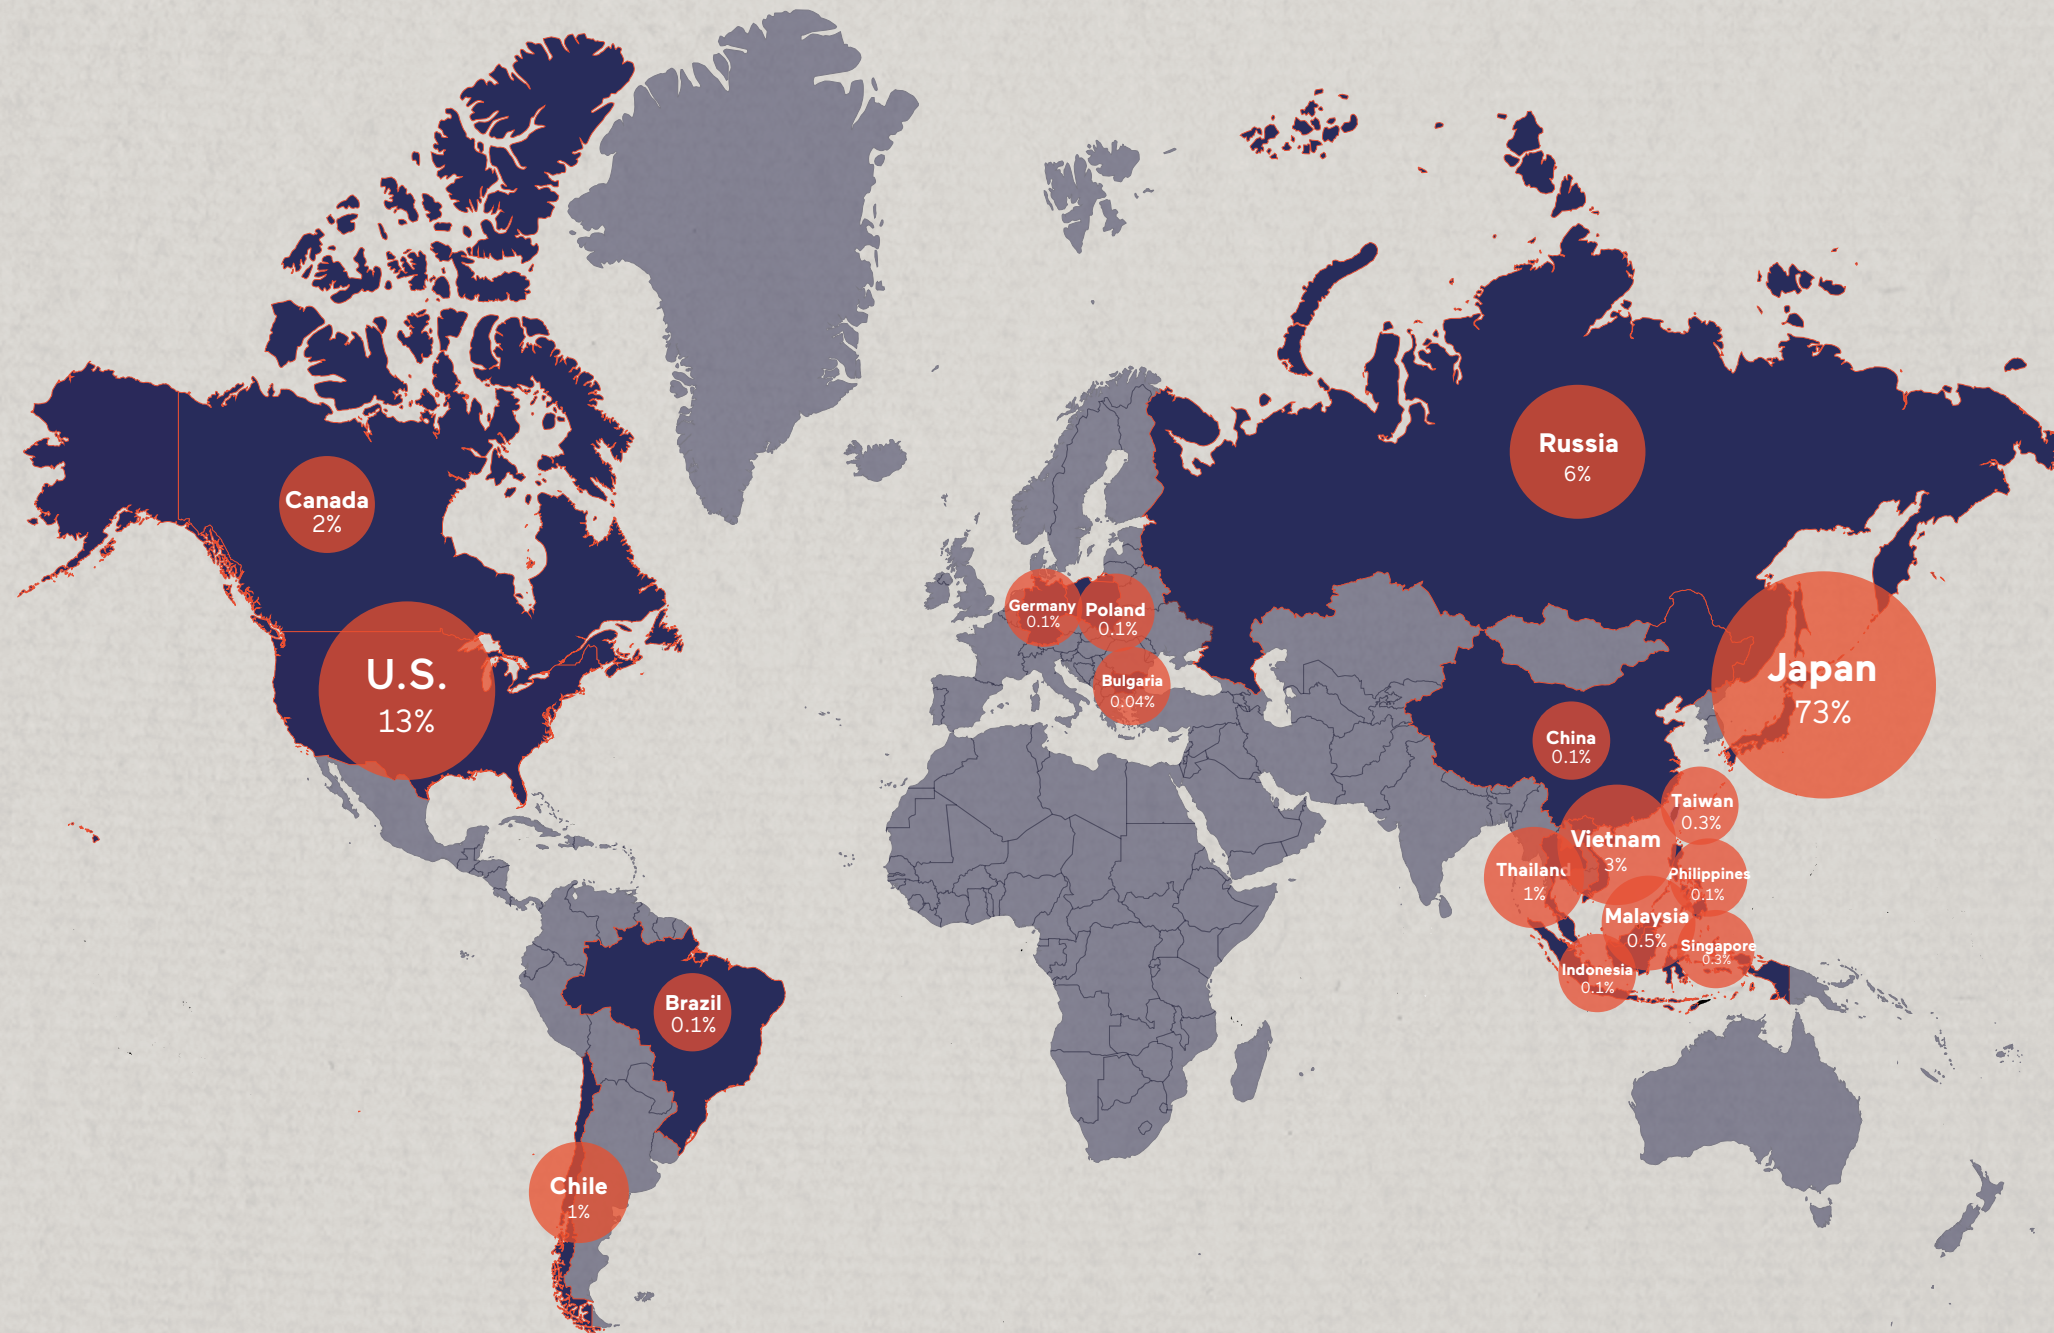 Canada
2%
U.S.
13%
Brazil
0.1%
Chile
1%
Germany
0.1%
Poland
0.1%
Bulgaria
0.04%
Russia
6%
Japan
73%
China
0.1%
Taiwan
0.3%
Vietnam
3%
Thailand
1%
Philippines
0.1%
Malaysia
0.5%
Singapore
0.3%
Indonesia
0.1%